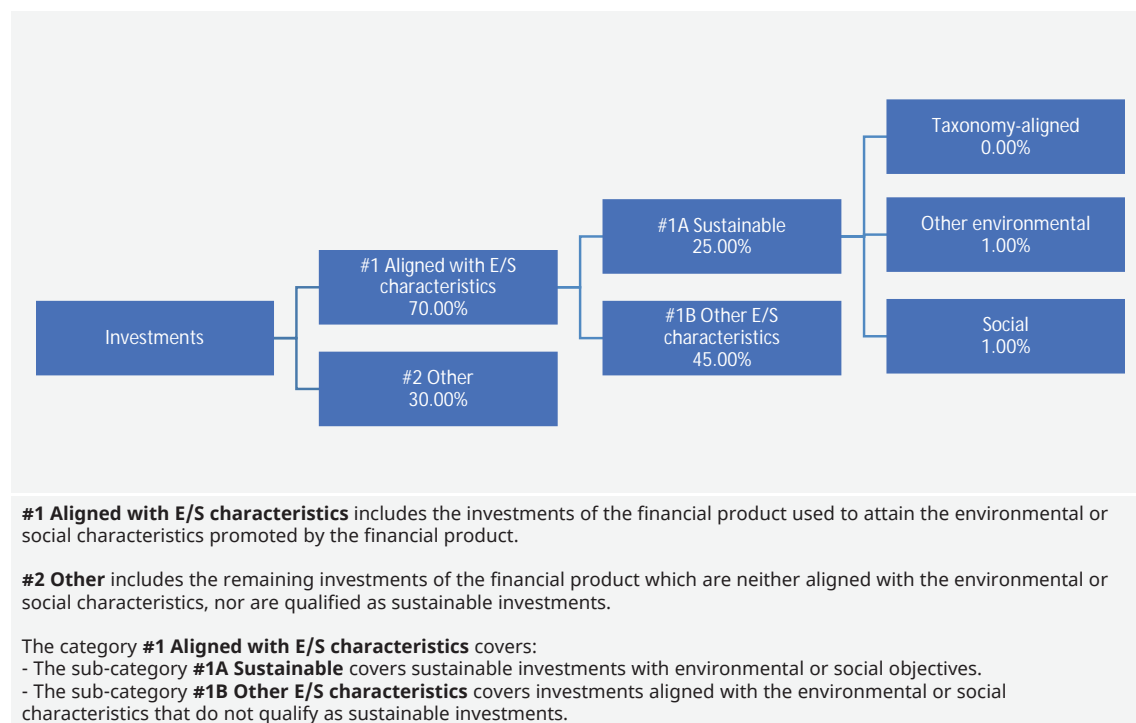 Investments
#1 Aligned with E/S
characteristics
70.00%
#2 Other
30.00%
#1A Sustainable
25.00%
#1B Other E/S
characteristics
45.00%
Taxonomy-aligned
0.00%
Other environmental
1.00%
Social
1.00%
#1 Aligned with E/S characteristics includes the investments of the financial product used to attain the environmental or
social characteristics promoted by the financial product.
#2 Other includes the remaining investments of the financial product which are neither aligned with the environmental or
social characteristics, nor are qualified as sustainable investments.
The category #1 Aligned with E/S characteristics covers:
- The sub-category #1A Sustainable covers sustainable investments with environmental or social objectives.
- The sub-category #1B Other E/S characteristics covers investments aligned with the environmental or social
characteristics that do not qualify as sustainable investments.